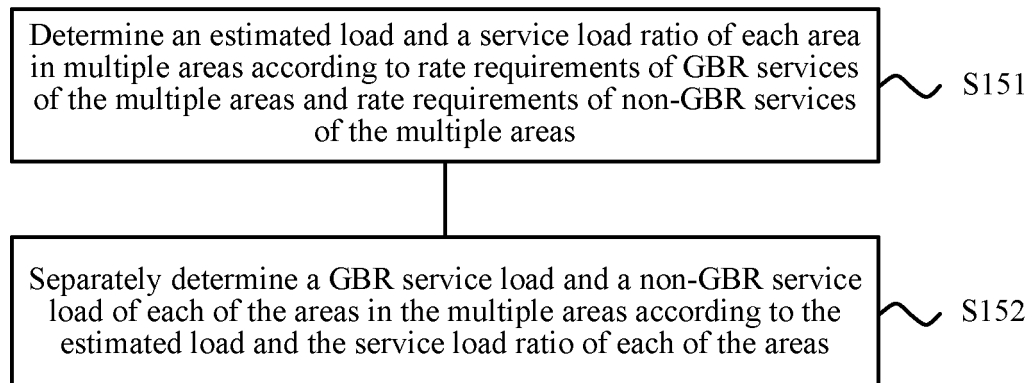 Determine an estimated load and a service load ratio of each area
in multiple areas according to rate requirements of GBR services
of the multiple areas and rate requirements of non-GBR services
of the multiple areas
S151
Separately determine a GBR service load and a non-GBR service
load of each of the areas in the multiple areas according to the
estimated load and the service load ratio of each of the areas
S152